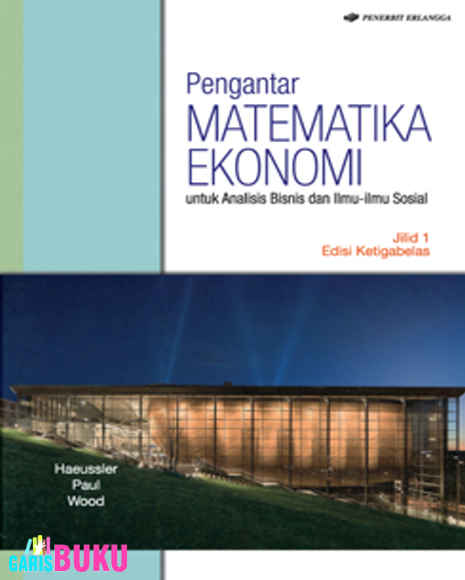 PENERBIT ERLANGGA
Pengantar
MATEMATIKA
EKONOMI
untuk Analisis Bisnis dan Ilmu-ilmu Sosial
Jilid 1
Edisi Ketigabelas
Haeussler
Paul
Wood
GARIS BUKU